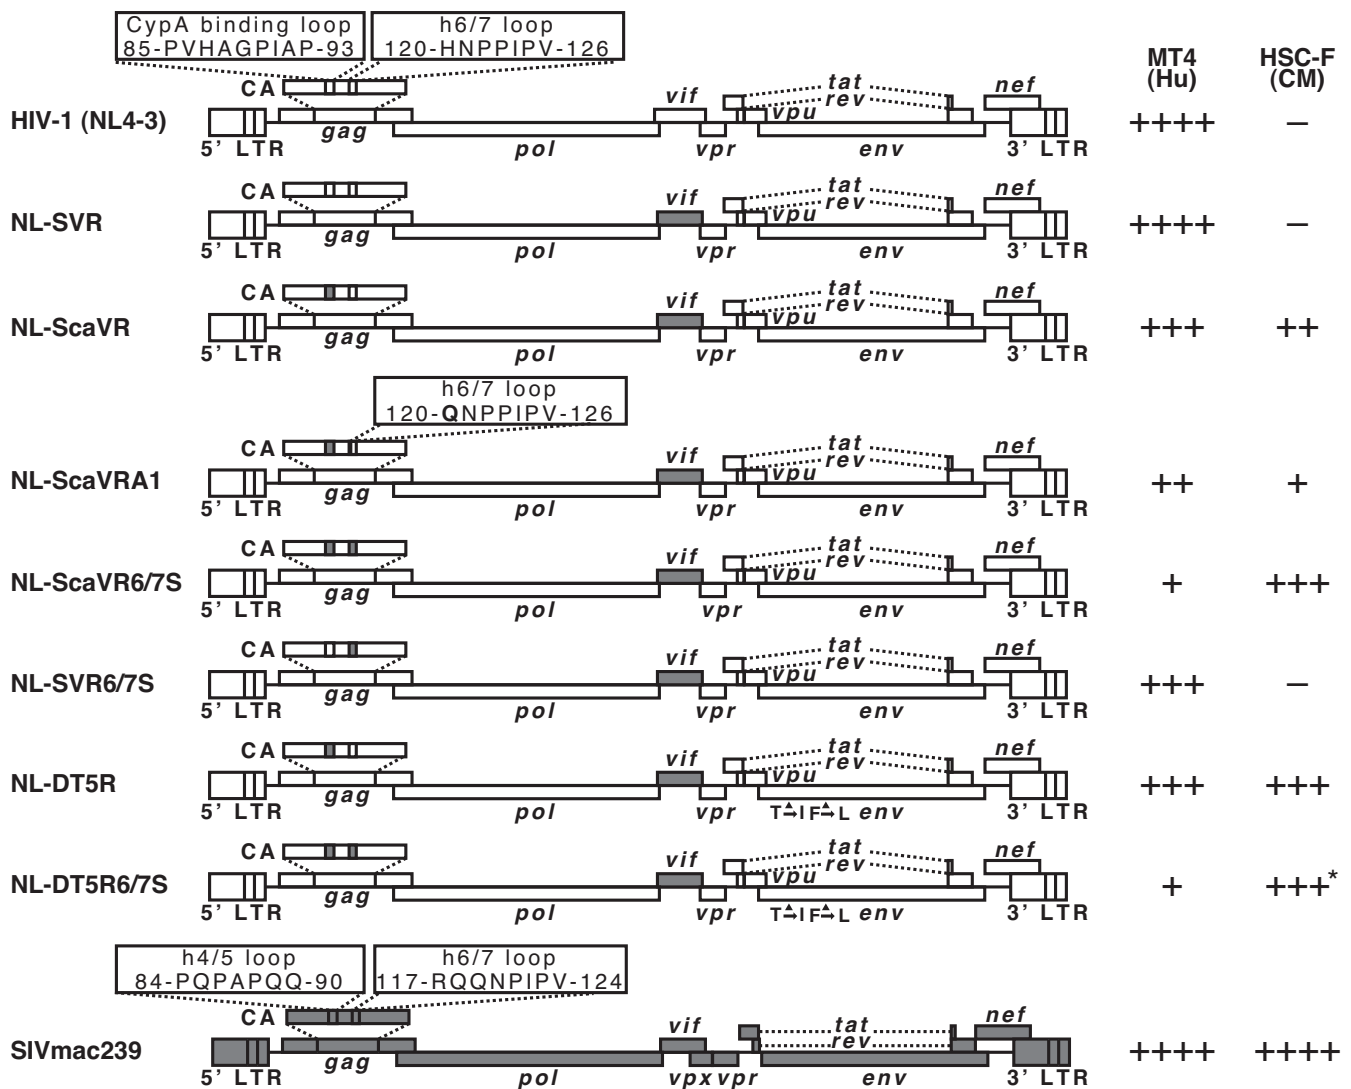 CypA binding loop
85-PVHAGPIAP-93
h6/7 loop
120-HNPPIPV-126
MT4
(Hu)
HSC-F
(CM)
HIV-1 (NL4-3)
CA
5’ LTR
gag
pol
vif
vpr
vpu
tat
rev
env
nef
3’ LTR
++++
–
NL-SVR
CA
5’ LTR
gag
pol
vif
vpr
vpu
tat
rev
env
nef
3’ LTR
++++
–
NL-ScaVR
CA
5’ LTR
gag
pol
vif
vpr
vpu
tat
rev
env
nef
3’ LTR
+++
++
h6/7 loop
120-QNPPIPV-126
NL-ScaVRA1
CA
5’ LTR
gag
pol
vif
vpr
vpu
tat
rev
env
nef
3’ LTR
++
+
NL-ScaVR6/7S
CA
5’ LTR
gag
pol
vif
vpr
vpu
tat
rev
env
nef
3’ LTR
+
+++
NL-SVR6/7S
CA
5’ LTR
gag
pol
vif
vpr
vpu
tat
rev
env
nef
3’ LTR
+++
–
NL-DT5R
CA
5’ LTR
gag
pol
vif
vpr
vpu
tat
rev
T→I F→L env
nef
3’ LTR
+++
+++
NL-DT5R6/7S
CA
5’ LTR
gag
pol
vif
vpr
vpu
tat
rev
T→I F→L env
nef
3’ LTR
+
+++*
h4/5 loop
84-PQPAPQQ-90
h6/7 loop
117-RQQNPIPV-124
SIVmac239
CA
5’ LTR
gag
pol
vif
vpx vpr
tat
rev
env
nef
3’ LTR
++++
++++